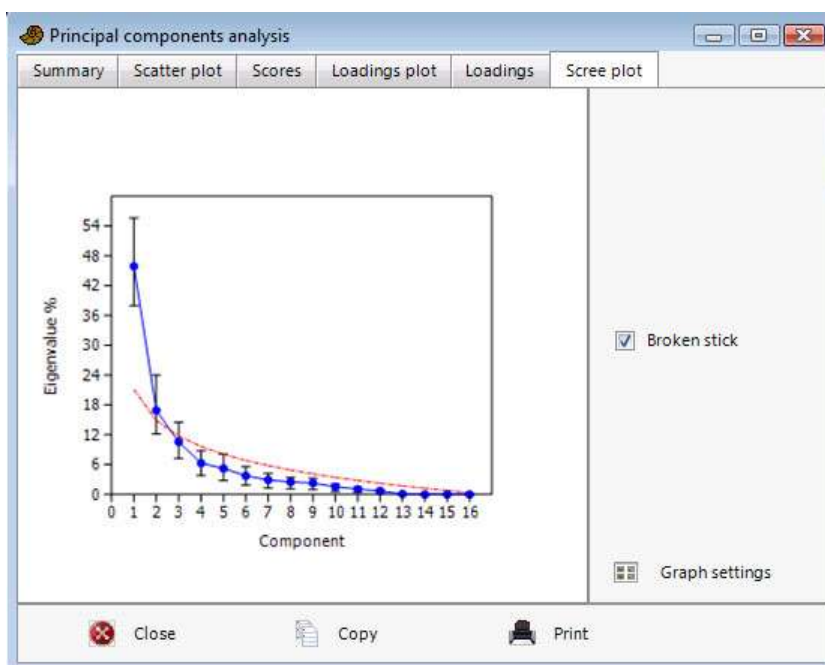 Principal components analysis
Summary Scatter plot Scores Loadings plot Loadings Scree plot
54
48
42
36
30
24
18
12
6
0
Eigenvalue %
0 1 2 3 4 5 6 7 8 9 10 11 12 13 14 15 16
Component
Broken stick
Graph settings
Close Copy Print